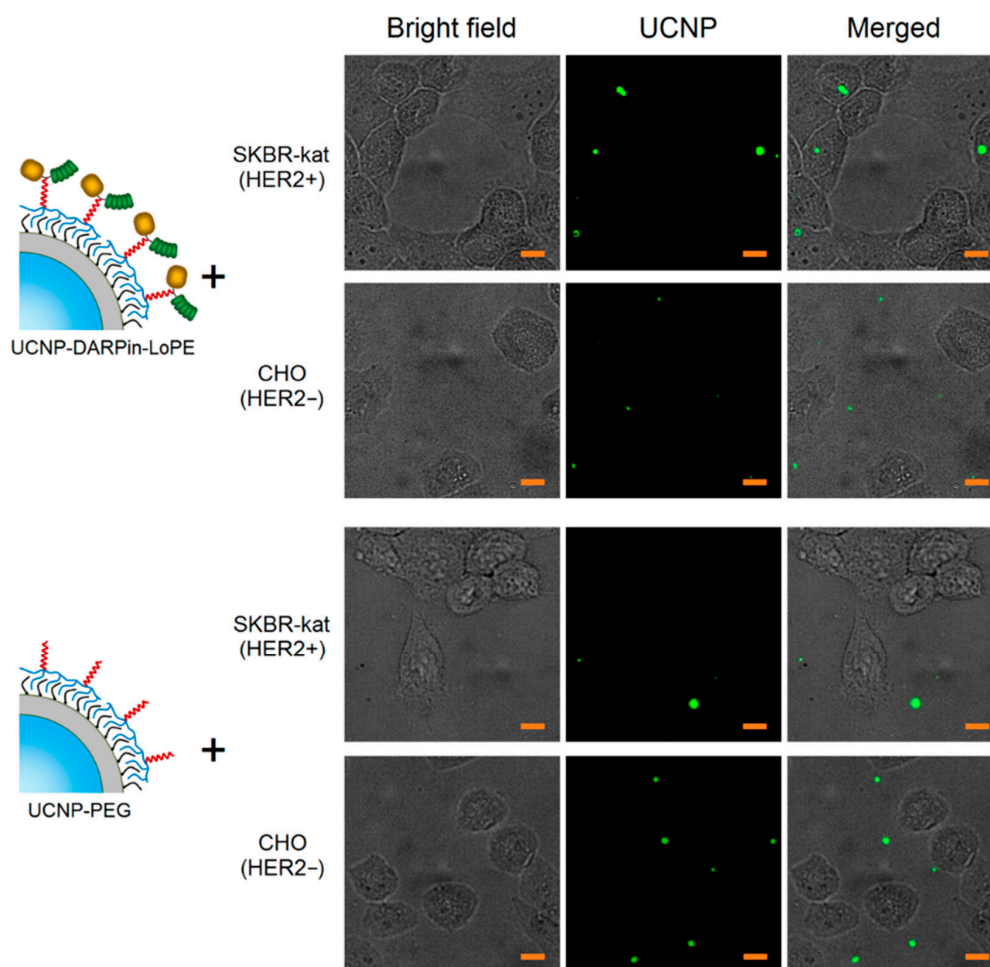 Bright field
UCNP
Merged
SKBR-kat
(HER2+)
+
UCNP-DARPin-LoPE
CHO
(HER2−)
SKBR-kat
(HER2+)
+
UCNP-PEG
CHO
(HER2−)